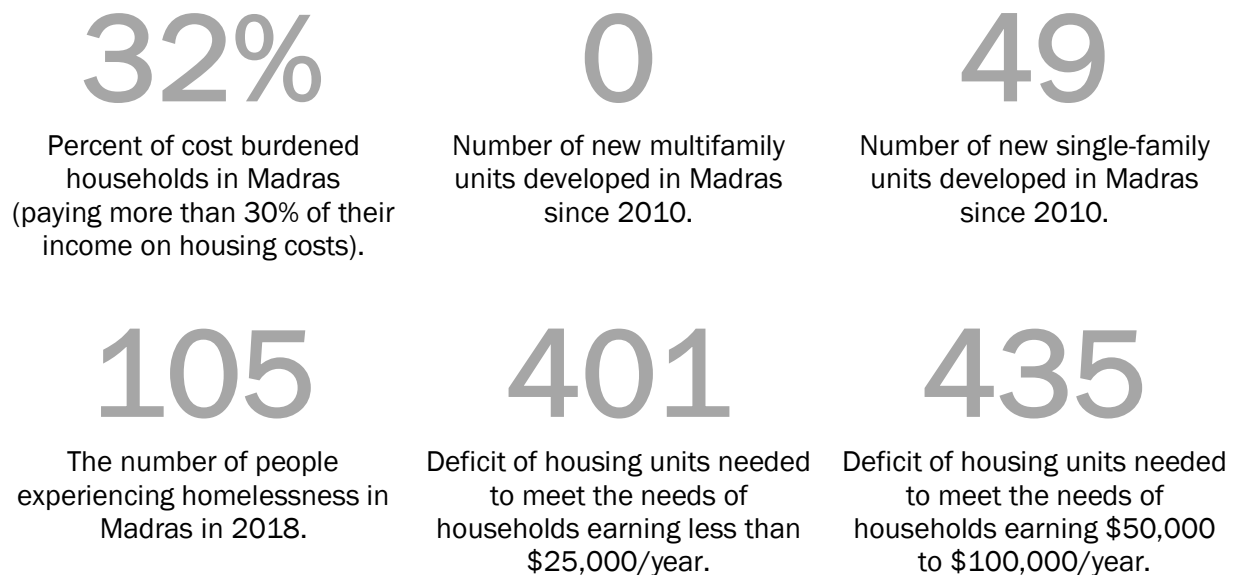 32%
Percent of cost burdened
households in Madras
(paying more than 30% of their
income on housing costs).
0
Number of new multifamily
units developed in Madras
since 2010.
49
Number of new single-family
units developed in Madras
since 2010.
105
The number of people
experiencing homelessness in
Madras in 2018.
401
Deficit of housing units needed
to meet the needs of
households earning less than
$25,000/year.
435
Deficit of housing units needed
to meet the needs of
households earning $50,000
to $100,000/year.